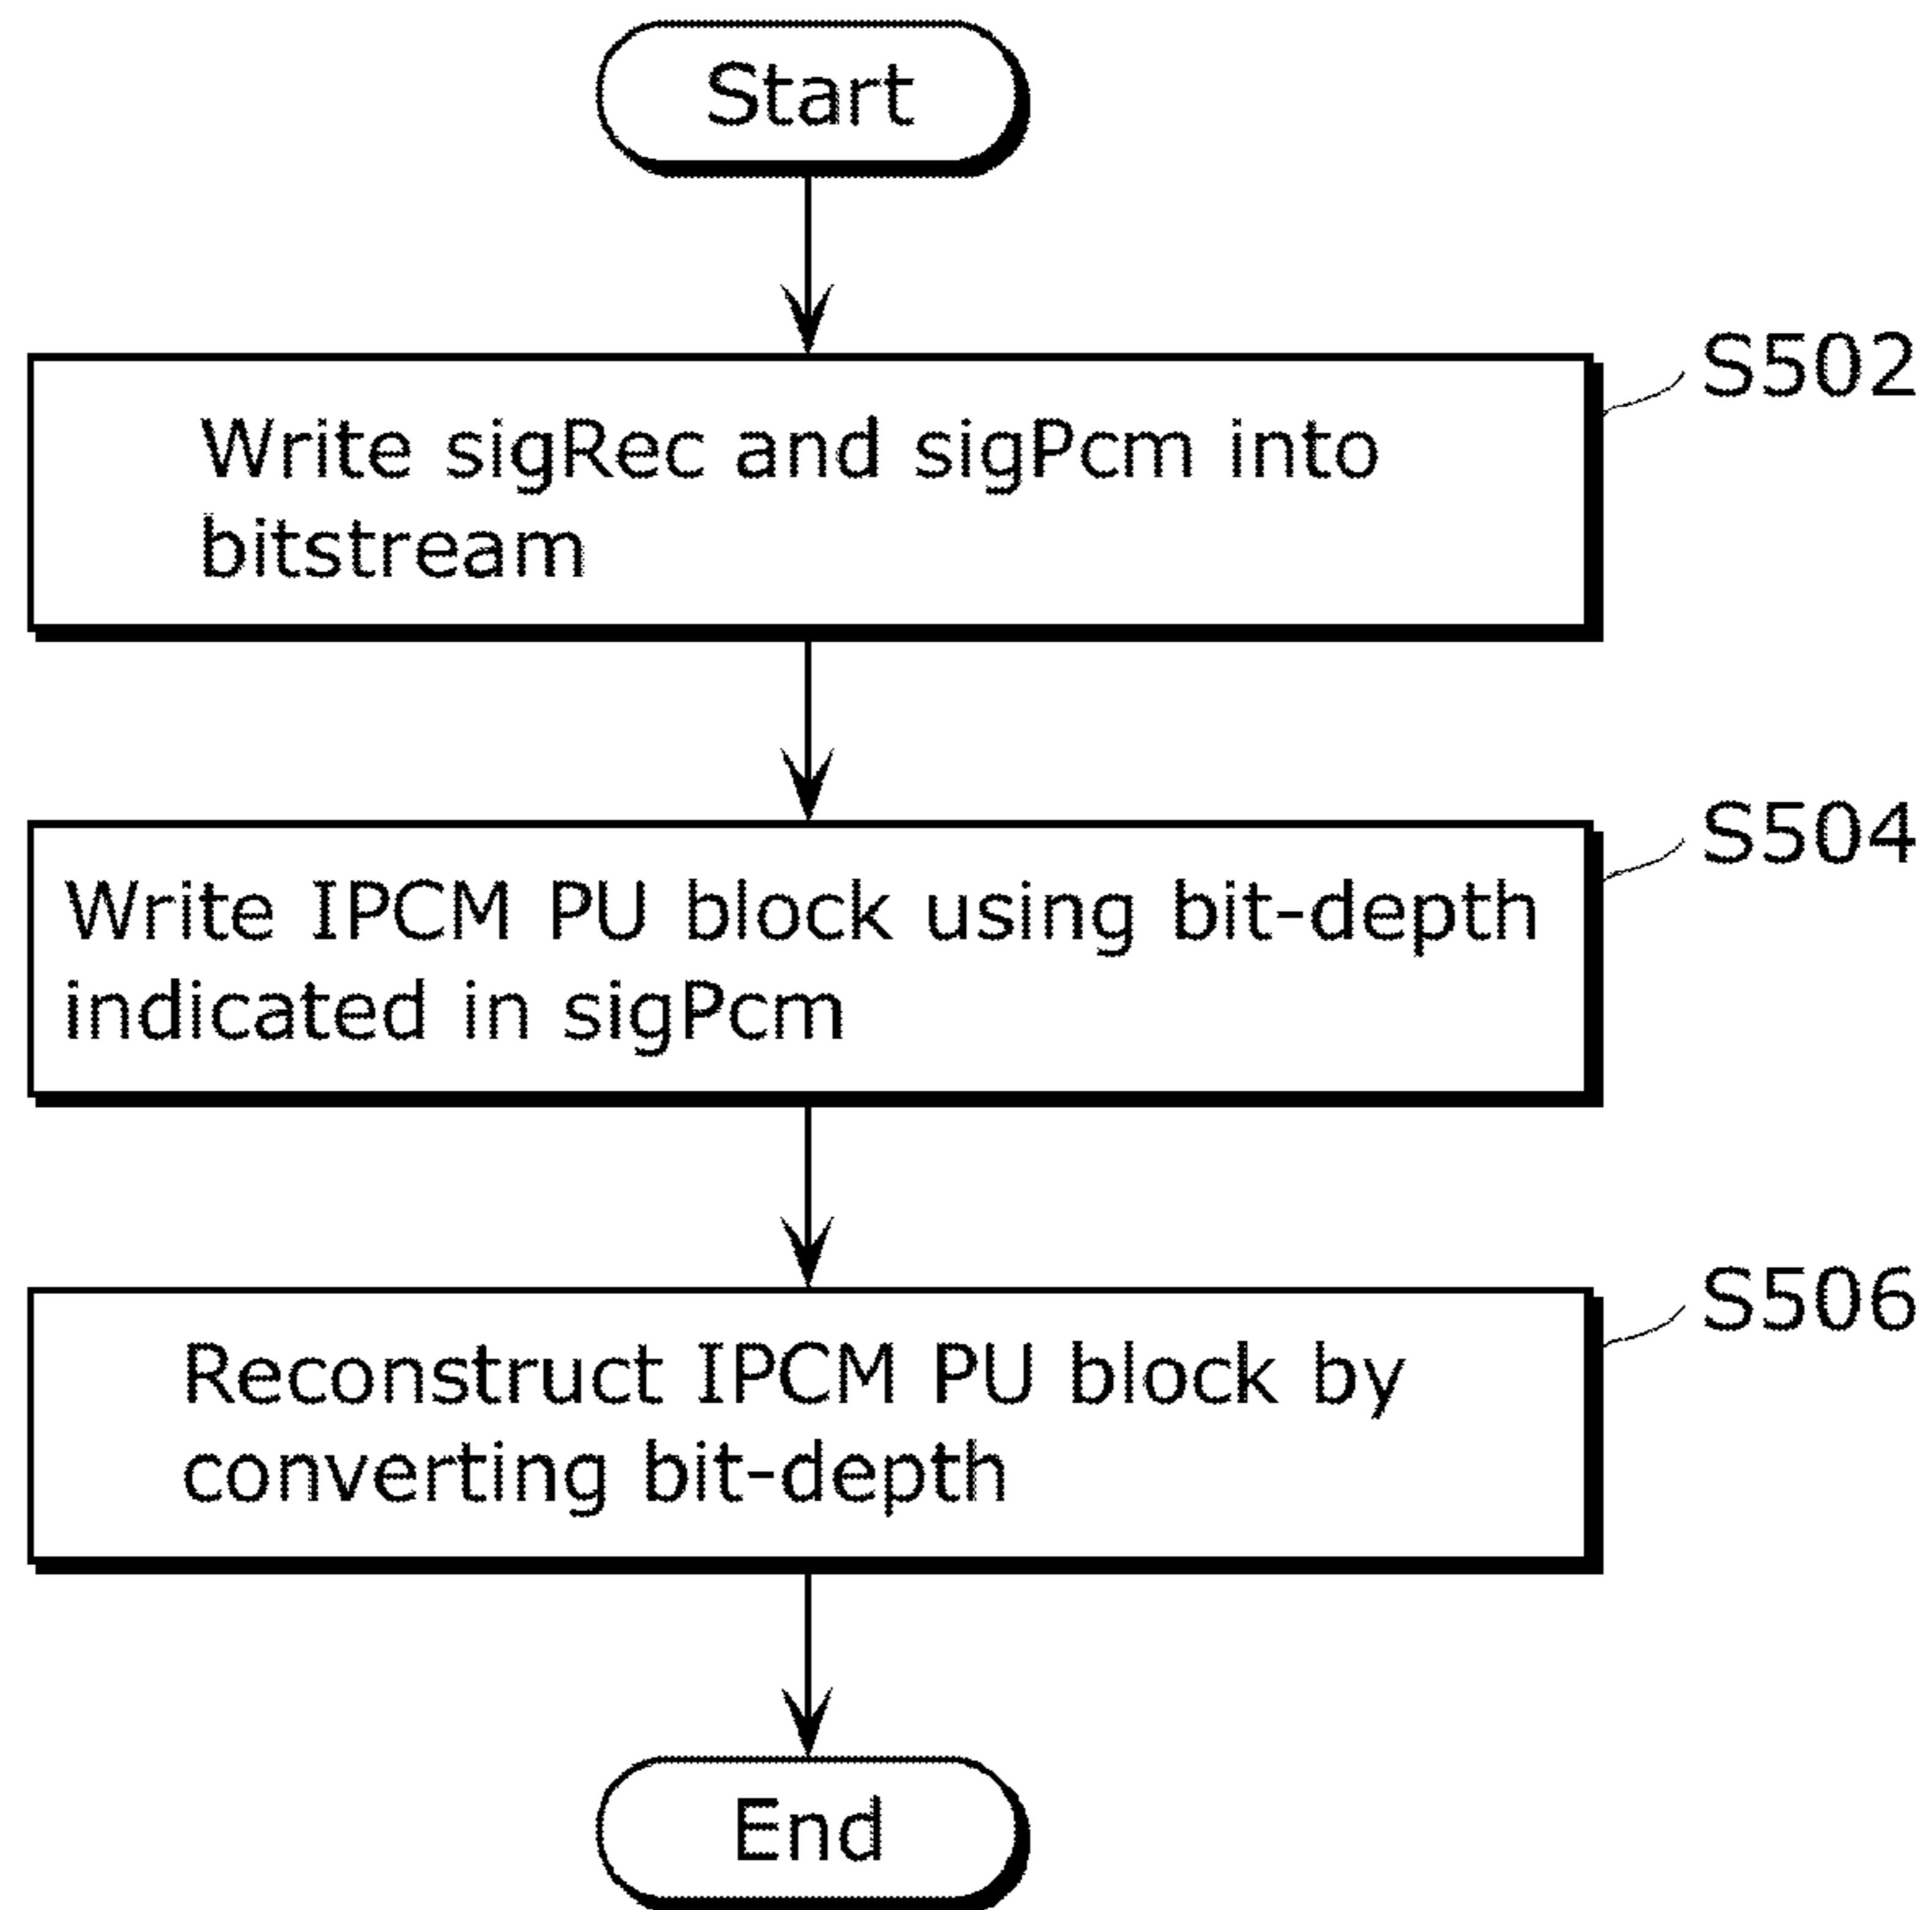 Start
S502
Write sigRec and sigPcm into
bitstream
S504
Write IPCM PU block using bit-depth
indicated in sigPcm
S506
Reconstruct IPCM PU block by
converting bit-depth
End